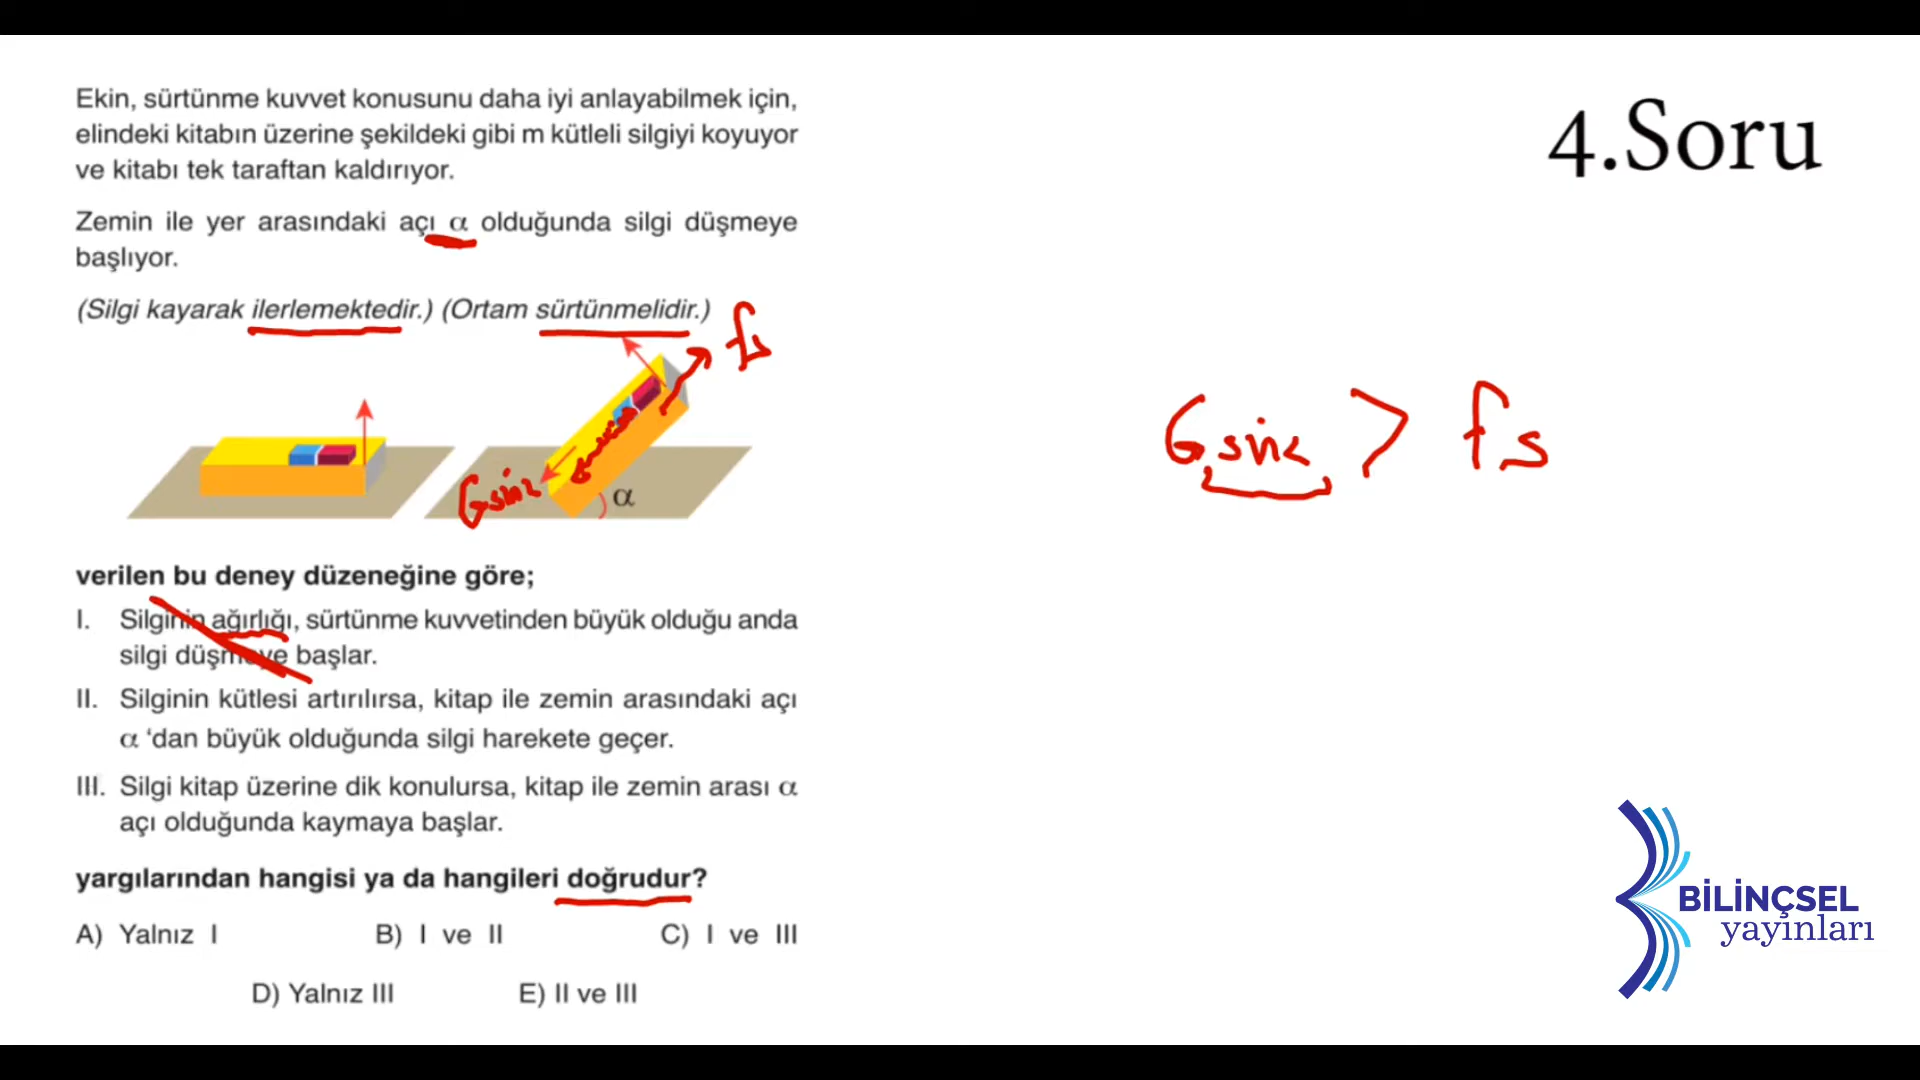 4.Soru
Ekin, sürtünme kuvvet konusunu daha iyi anlayabilmek için,
elindeki kitabın üzerine şekildeki gibi m kütleli silgiyi koyuyor
ve kitabı tek taraftan kaldırıyor.
Zemin ile yer arasındaki açı α olduğunda silgi düşmeye
başlıyor.
(Silgi kayarak ilerlemektedir.) (Ortam sürtünmelidir.)
fs
Gsinα
α
Gsinα > fs
verilen bu deney düzeneğine göre;
I. Silginin ağırlığı, sürtünme kuvvetinden büyük olduğu anda
silgi düşmeye başlar.
II. Silginin kütlesi artırılırsa, kitap ile zemin arasındaki açı
α ‘dan büyük olduğunda silgi harekete geçer.
III. Silgi kitap üzerine dik konulursa, kitap ile zemin arası α
açı olduğunda kaymaya başlar.
yargılarından hangisi ya da hangileri doğrudur?
A) Yalnız I B) I ve II C) I ve III
D) Yalnız III E) II ve III
BİLİNÇSEL
yayınları